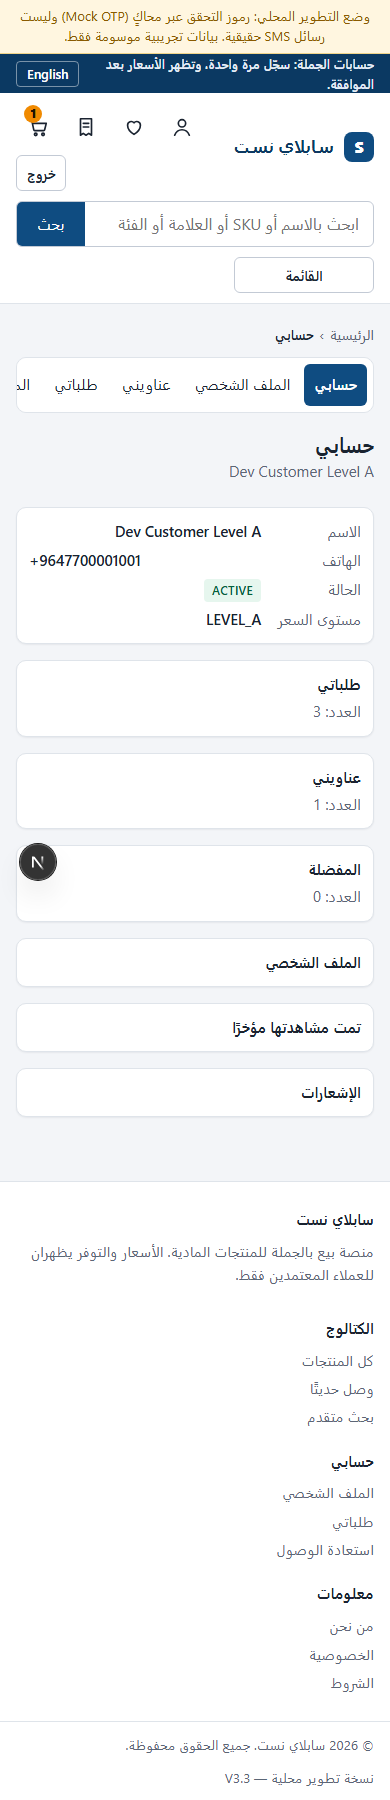 وضع التطوير المحلي: رموز التحقق عبر محاكٍ (Mock OTP) وليست
رسائل SMS حقيقية. بيانات تجريبية موسومة فقط.
حسابات الجملة: سجّل مرة واحدة، وتظهر الأسعار بعد
الموافقة.
English
S
سابلاي نست
1
خروج
ابحث بالاسم أو SKU أو العلامة أو الفئة
بحث
القائمة
الرئيسية › حسابي
حسابي
الملف الشخصي
عناويني
طلباتي
حسابي
Dev Customer Level A
الاسم Dev Customer Level A
الهاتف +9647700001001
الحالة ACTIVE
مستوى السعر LEVEL_A
طلباتي
العدد: 3
عناويني
العدد: 1
المفضلة
العدد: 0
N
الملف الشخصي
تمت مشاهدتها مؤخرًا
الإشعارات
سابلاي نست
منصة بيع بالجملة للمنتجات المادية. الأسعار والتوفر يظهران
للعملاء المعتمدين فقط.
الكتالوج
كل المنتجات
وصل حديثًا
بحث متقدم
حسابي
الملف الشخصي
طلباتي
استعادة الوصول
معلومات
من نحن
الخصوصية
الشروط
© 2026 سابلاي نست. جميع الحقوق محفوظة.
نسخة تطوير محلية — V3.3